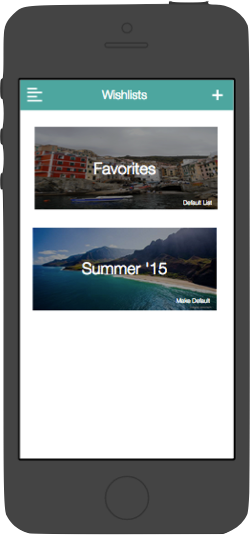 Wishlists
Favorites
Default List
Summer '15
Make Default